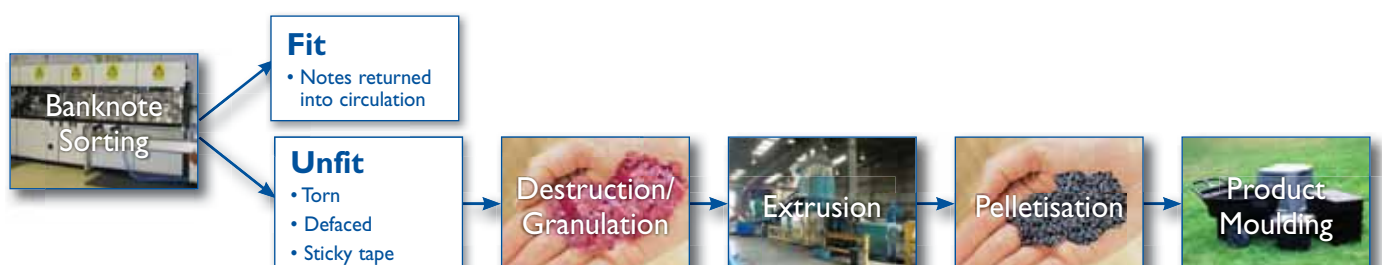 Banknote
Sorting
Fit
• Notes returned
into circulation
Unfit
• Torn
• Defaced
• Sticky tape
Destruction/
Granulation
Extrusion
Pelletisation
Product
Moulding